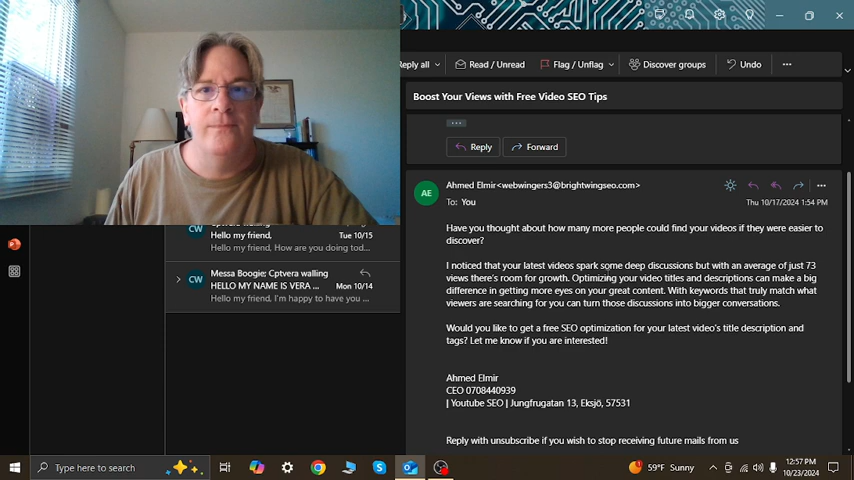 Reply all
Read / Unread
Flag / Unflag
Discover groups
Undo
Boost Your Views with Free Video SEO Tips
Reply
Forward
AE
Ahmed Elmir<webwingers3@brightwingseo.com>
To: You
Thu 10/17/2024 1:54 PM
Have you thought about how many more people could find your videos if they were easier to
discover?
I noticed that your latest videos spark some deep discussions but with an average of just 73
views there's room for growth. Optimizing your video titles and descriptions can make a big
difference in getting more eyes on your great content. With keywords that truly match what
viewers are searching for you can turn those discussions into bigger conversations.
Would you like to get a free SEO optimization for your latest video's title description and
tags? Let me know if you are interested!
Ahmed Elmir
CEO 0708440939
| Youtube SEO | Jungfrugatan 13, Eksjö, 57531
Reply with unsubscribe if you wish to stop receiving future mails from us
CW
Cptvera walling
Hello my friend,
Tue 10/15
Hello my friend, How are you doing tod...
CW
Messa Boogie; Cptvera walling
HELLO MY NAME IS VERA ...
Mon 10/14
Hello my friend, I'm happy to have you ...
Type here to search
59°F Sunny
12:57 PM
10/23/2024